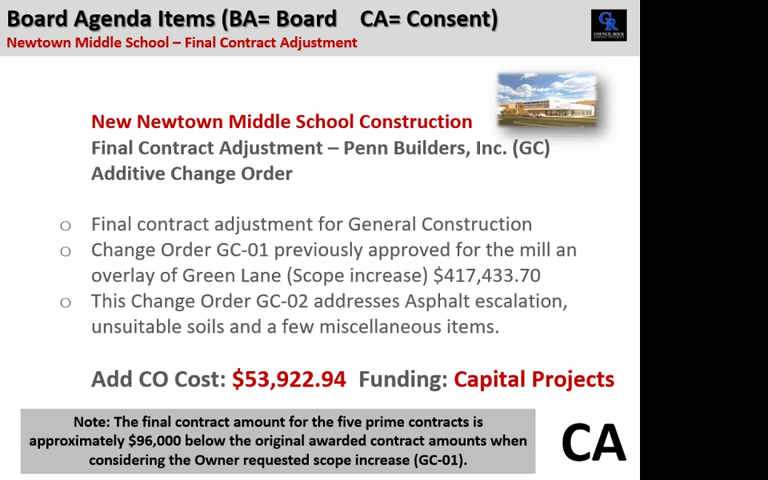 Board Agenda Items (BA= Board    CA= Consent)
Newtown Middle School – Final Contract Adjustment
CR
COUNCIL ROCK
New Newtown Middle School Construction
Final Contract Adjustment – Penn Builders, Inc. (GC)
Additive Change Order
○ Final contract adjustment for General Construction
○ Change Order GC-01 previously approved for the mill an
overlay of Green Lane (Scope increase) $417,433.70
○ This Change Order GC-02 addresses Asphalt escalation,
unsuitable soils and a few miscellaneous items.
Add CO Cost: $53,922.94  Funding: Capital Projects
Note: The final contract amount for the five prime contracts is
approximately $96,000 below the original awarded contract amounts when
considering the Owner requested scope increase (GC-01).
CA